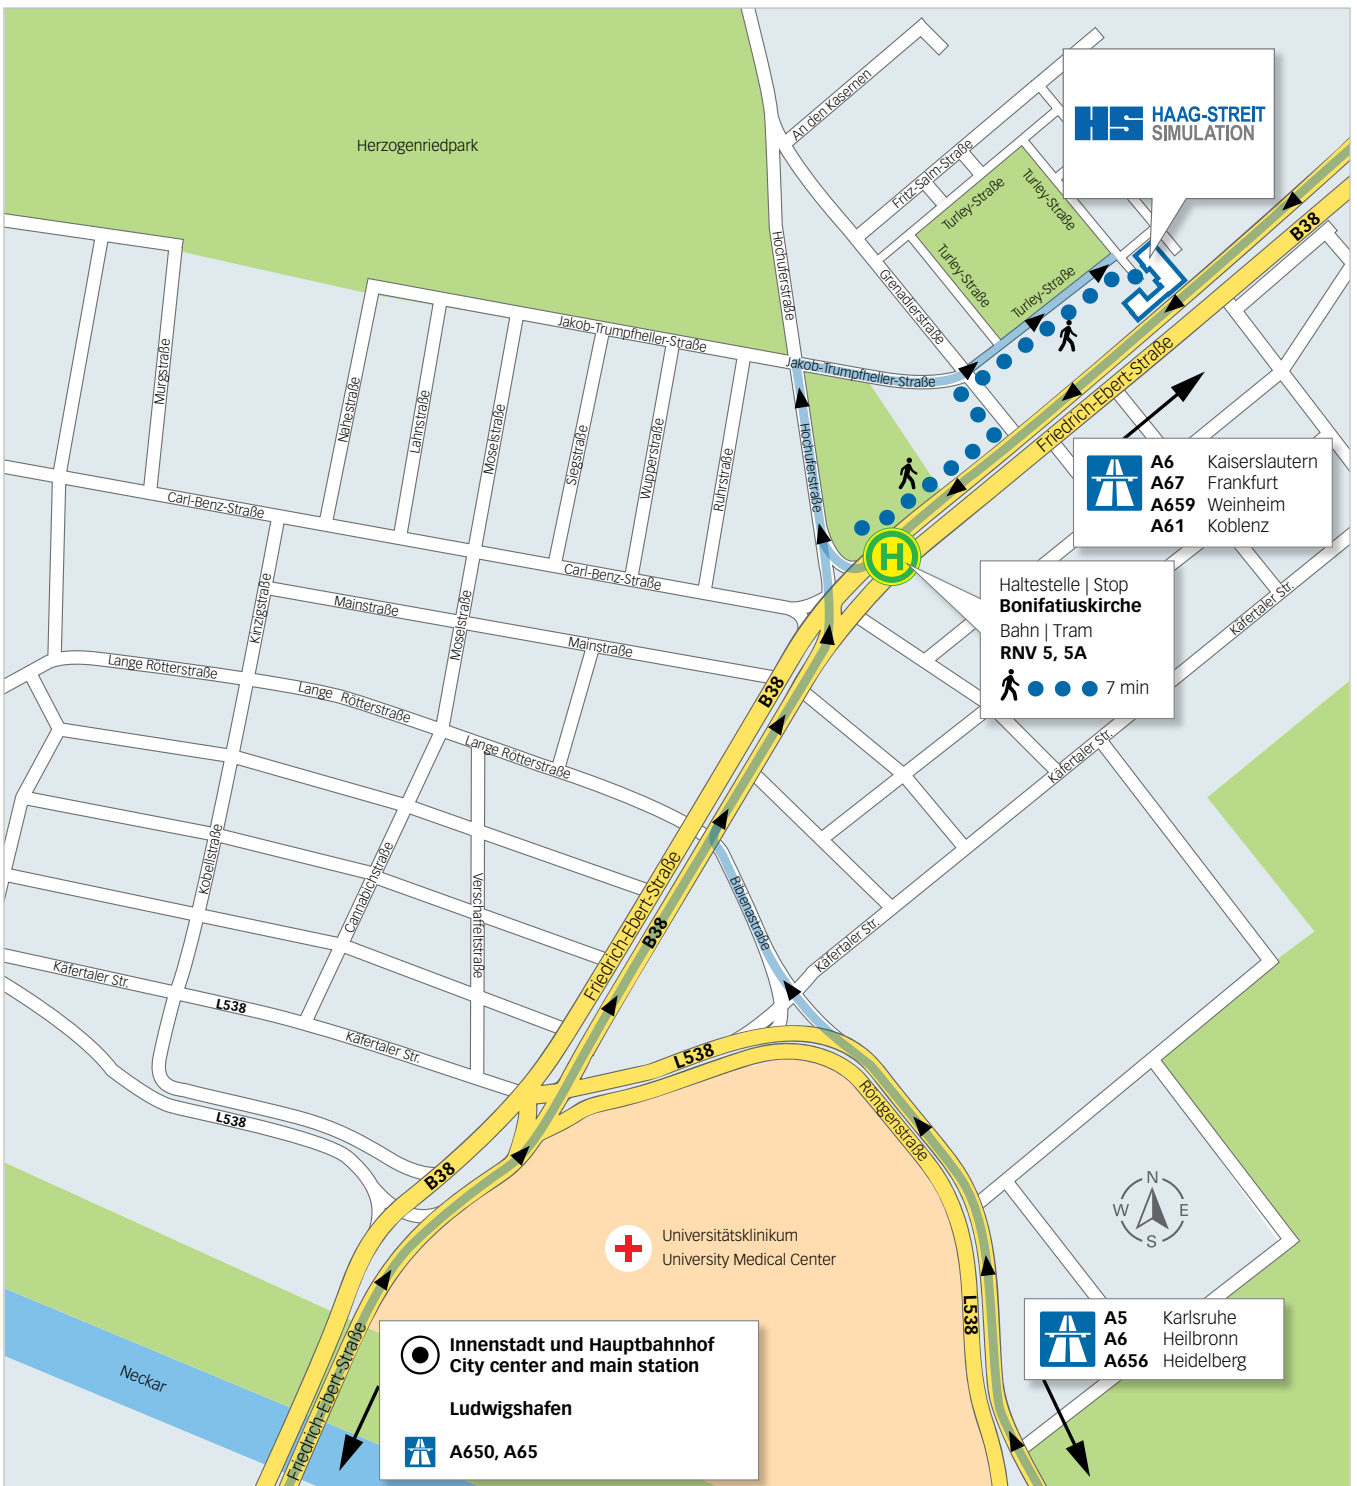 Herzogenriedpark
An den Kasernen
HS HAAG-STREIT
SIMULATION
Fritz-Salm-Straße
Turley-Straße
Turley-Straße
Turley-Straße
Turley-Straße
B38
Hochuferstraße
Grenadierstraße
Jakob-Trumpfheller-Straße
Jakob-Trumpfheller-Straße
Murgstraße
Nahestraße
Lahnstraße
Moselstraße
Siegstraße
Wupperstraße
Ruhrstraße
Hochuferstraße
Friedrich-Ebert-Straße
A6 Kaiserslautern
A67 Frankfurt
A659 Weinheim
A61 Koblenz
Carl-Benz-Straße
Carl-Benz-Straße
H
Haltestelle | Stop
Bonifatiuskirche
Bahn | Tram
RNV 5, 5A
7 min
Käfertaler Str.
Kinzigstraße
Mainstraße
Moselstraße
Mainstraße
Lange Rötterstraße
Lange Rötterstraße
Lange Rötterstraße
B38
Käfertaler Str.
Kobellstraße
Cannabichstraße
Verschaffeltstraße
Friedrich-Ebert-Straße
B38
Bibienastraße
Käfertaler Str.
Käfertaler Str.
L538
Käfertaler Str.
L538
L538
Röntgenstraße
B38
N
W E
S
Universitätsklinikum
University Medical Center
L538
A5 Karlsruhe
A6 Heilbronn
A656 Heidelberg
Neckar
Friedrich-Ebert-Straße
Innenstadt und Hauptbahnhof
City center and main station
Ludwigshafen
A650, A65